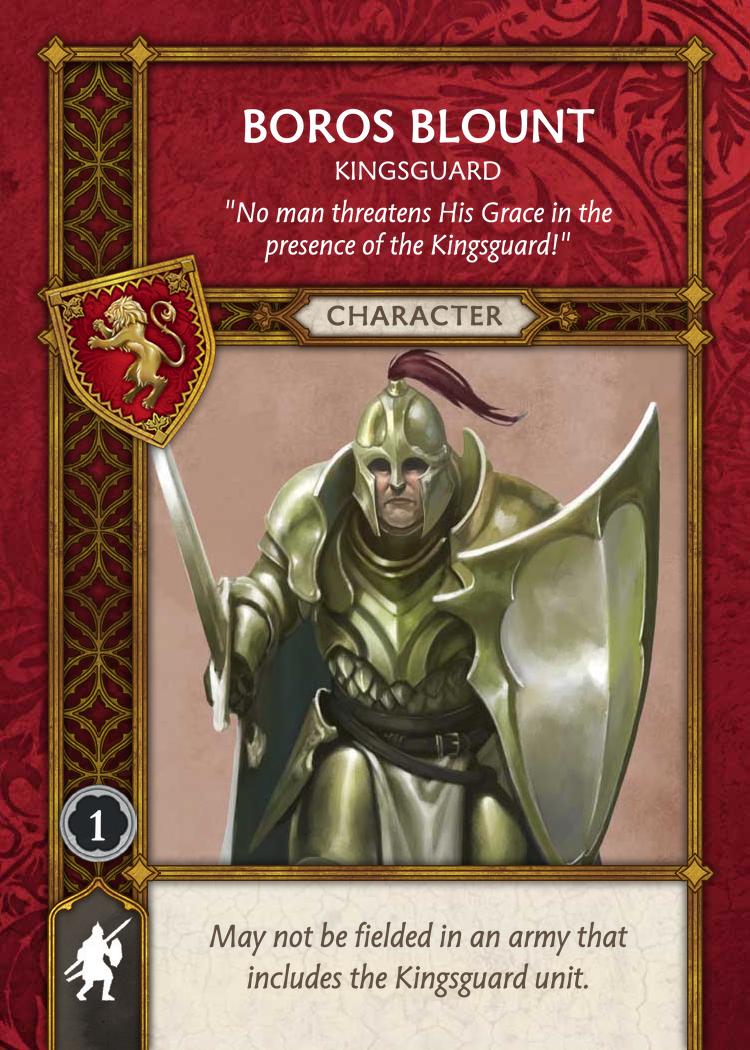 BOROS BLOUNT
KINGSGUARD
"No man threatens His Grace in the
presence of the Kingsguard!"
CHARACTER
1
May not be fielded in an army that
includes the Kingsguard unit.